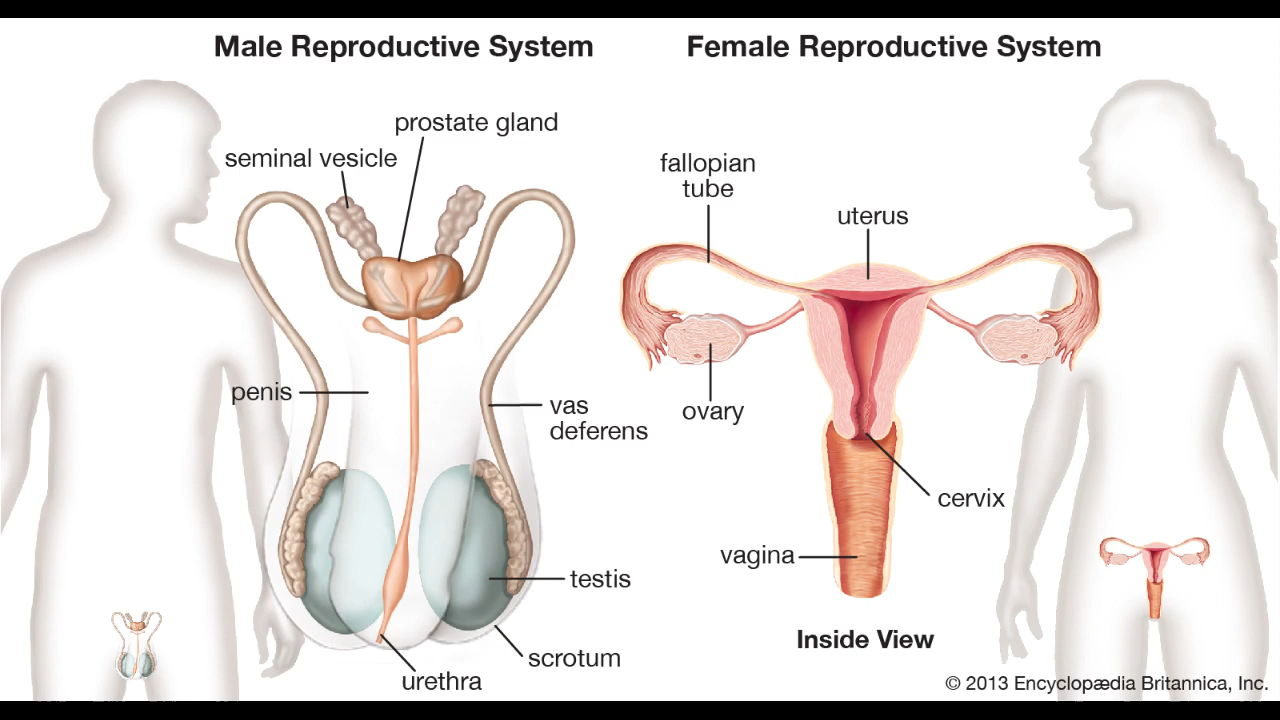 Male Reproductive System
prostate gland
seminal vesicle
penis
vas
deferens
testis
scrotum
urethra
Female Reproductive System
fallopian
tube
uterus
ovary
cervix
vagina
Inside View
© 2013 Encyclopædia Britannica, Inc.